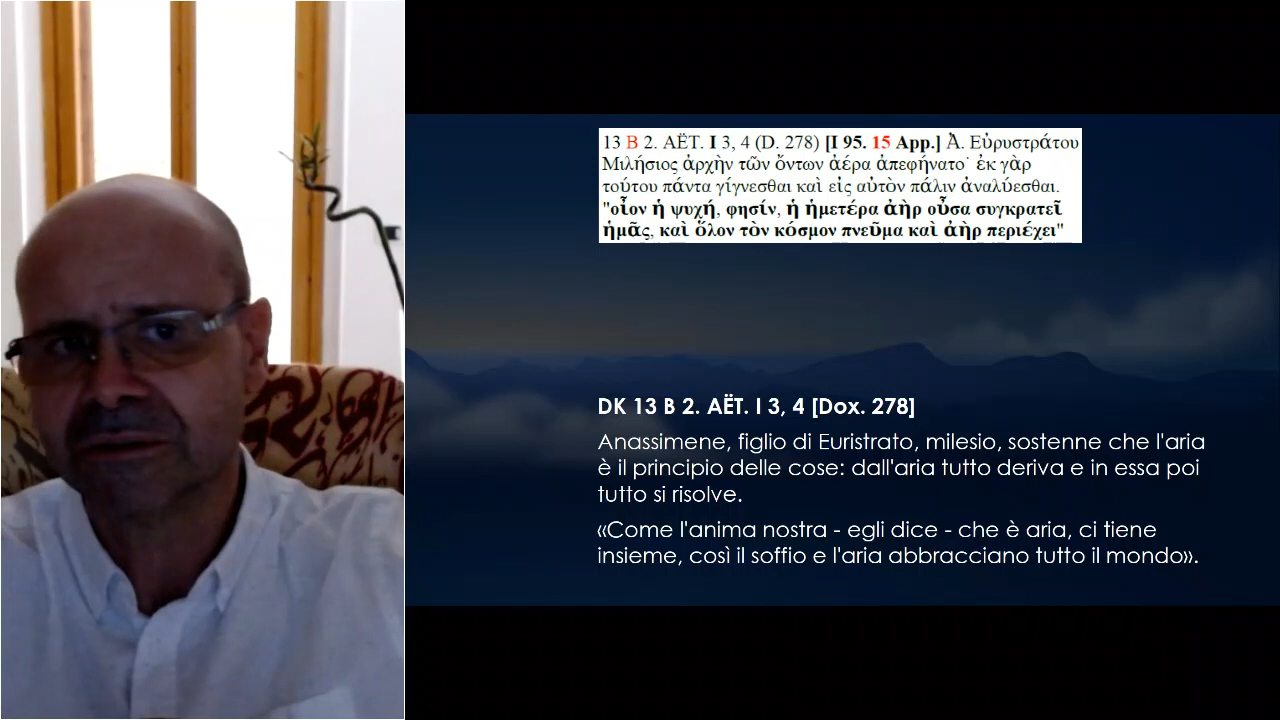 13 B 2. AËT. I 3, 4 (D. 278) [I 95. 15 App.] Ἀ. Εὐρυστράτου
Μιλήσιος ἀρχὴν τῶν ὄντων ἀέρα ἀπεφήνατο˙ ἐκ γὰρ
τούτου πάντα γίγνεσθαι καὶ εἰς αὐτὸν πάλιν ἀναλύεσθαι.
"οἷον ἡ ψυχή, φησίν, ἡ ἡμετέρα ἀὴρ οὖσα συγκρατεῖ
ἡμᾶς, καὶ ὅλον τὸν κόσμον πνεῦμα καὶ ἀὴρ περιέχει"
DK 13 B 2. AËT. I 3, 4 [Dox. 278]
Anassimene, figlio di Euristrato, milesio, sostenne che l'aria
è il principio delle cose: dall'aria tutto deriva e in essa poi
tutto si risolve.
«Come l'anima nostra - egli dice - che è aria, ci tiene
insieme, così il soffio e l'aria abbracciano tutto il mondo».